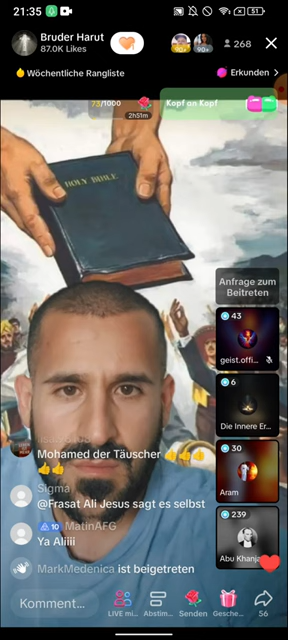 21:35
51
Bruder Harut
87.0K Likes
90+
90+
268
Wöchentliche Rangliste
Erkunden
73/1000
2h51m
Kopf an Kopf
HOLY BIBLE
Anfrage zum
Beitreten
43
geist.offi...
6
Die Innere Er...
30
Aram
239
Abu Khanja
Mohamed der Täuscher 👍👍👍
👍👍
Sigma
@Frasat Ali Jesus sagt es selbst
10 MatinAFG
Ya Aliiii
MarkMedenica ist beigetreten
Kommentar...
LIVE mi...
Abstim...
Senden
Gesche...
56